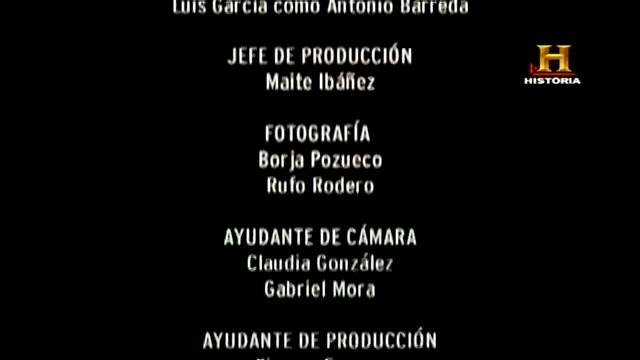 Luis García como Antonio Barreda
JEFE DE PRODUCCIÓN
Maite Ibáñez
H
HISTORIA
FOTOGRAFÍA
Borja Pozueco
Rufo Rodero
AYUDANTE DE CÁMARA
Claudia González
Gabriel Mora
AYUDANTE DE PRODUCCIÓN